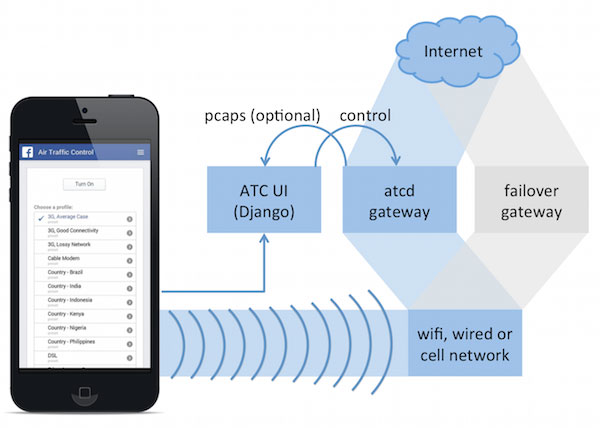 Internet
pcaps (optional)
control
ATC UI
(Django)
atcd
gateway
failover
gateway
wifi, wired or
cell network
f
Air Traffic Control
Turn On
Choose a profile:
3G, Average Case
3G, Good Connectivity
3G, Lossy Network
Cable Modem
Country - Brazil
Country - India
Country - Indonesia
Country - Kenya
Country - Nigeria
Country - Philippines
DSL